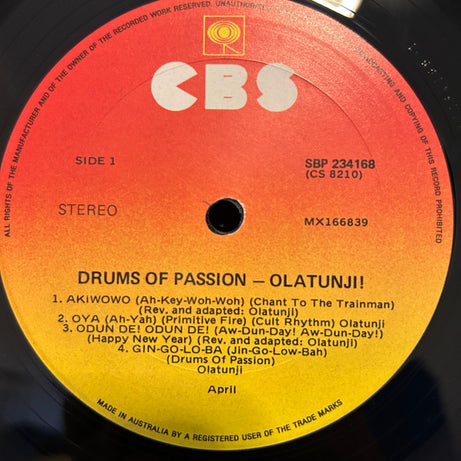 ALL RIGHTS OF THE MANUFACTURER AND OF THE OWNER OF THE RECORDED WORK RESERVED. UNAUTHORISED
BROADCASTING AND COPYING OF THIS RECORD PROHIBITED
CBS
SIDE 1
SBP 234168
(CS 8210)
STEREO
MX166839
DRUMS OF PASSION — OLATUNJI!
1. AKIWOWO (Ah-Key-Woh-Woh) (Chant To The Trainman)
(Rev. and adapted: Olatunji)
2. OYA (Ah-Yah) (Primitive Fire) (Cult Rhythm) Olatunji
3. ODUN DE! ODUN DE! (Aw-Dun-Day! Aw-Dun-Day!)
(Happy New Year) (Rev. and adapted: Olatunji)
4. GIN-GO-LO-BA (Jin-Go-Low-Bah)
(Drums Of Passion)
Olatunji
April
MADE IN AUSTRALIA BY A REGISTERED USER OF THE TRADE MARKS